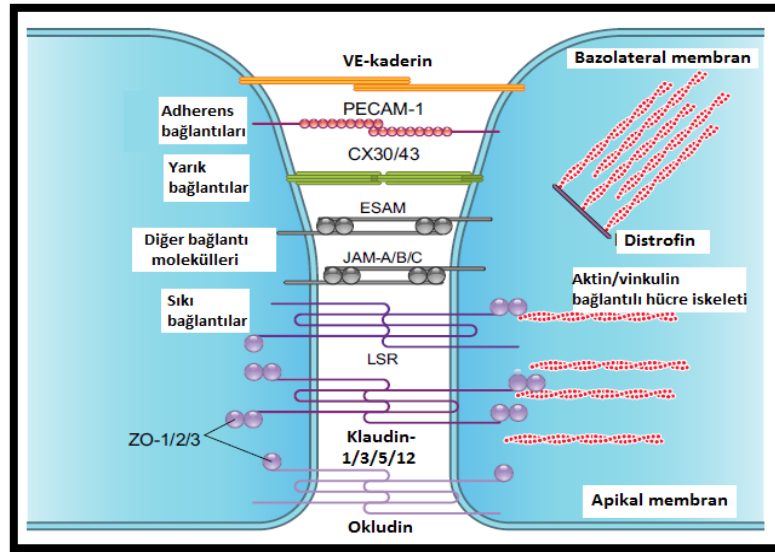 VE-kaderin
Bazolateral membran
PECAM-1
Adherens
bağlantıları
CX30/43
Yarık
bağlantılar
ESAM
Diğer bağlantı
molekülleri
Distrofin
JAM-A/B/C
Aktin/vinkulin
bağlantılı hücre iskeleti
Sıkı
bağlantılar
LSR
ZO-1/2/3
Klaudin-
1/3/5/12
Apikal membran
Okludin